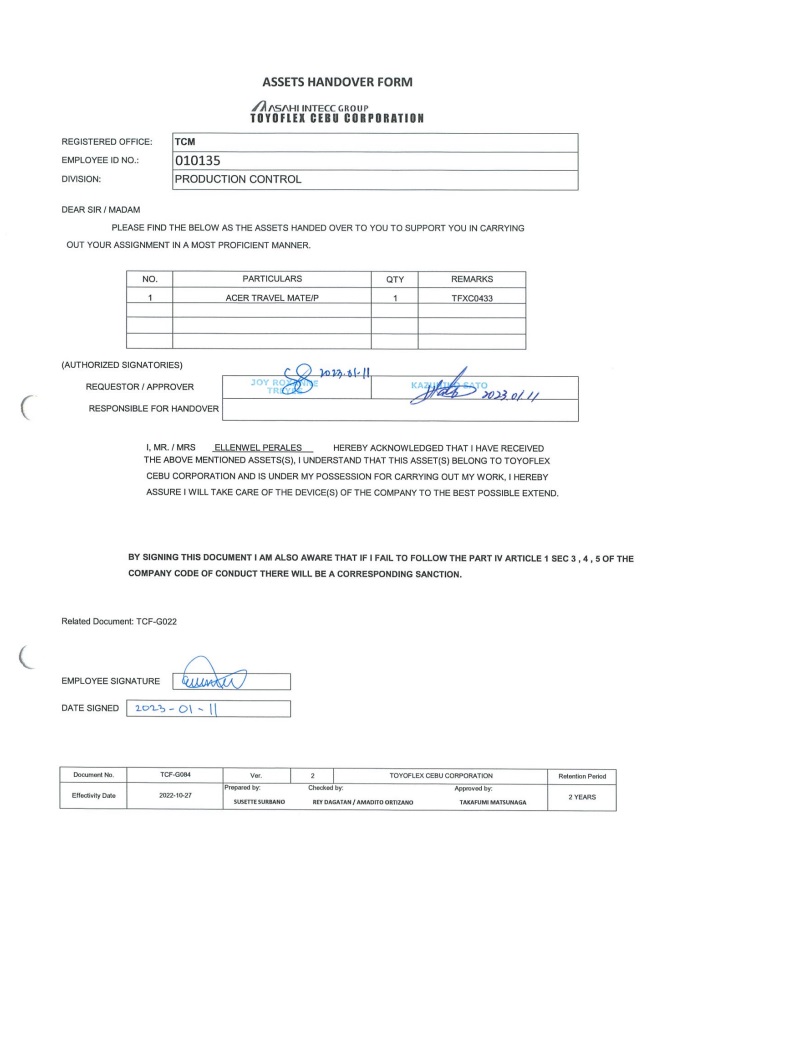 ASSETS HANDOVER FORM
ASAHI INTECC GROUP
TOYOFLEX CEBU CORPORATION
REGISTERED OFFICE: TCM
EMPLOYEE ID NO.: 010135
DIVISION: PRODUCTION CONTROL
DEAR SIR / MADAM
PLEASE FIND THE BELOW AS THE ASSETS HANDED OVER TO YOU TO SUPPORT YOU IN CARRYING
OUT YOUR ASSIGNMENT IN A MOST PROFICIENT MANNER.
NO. PARTICULARS QTY REMARKS
1 ACER TRAVEL MATE/P 1 TFXC0433
(AUTHORIZED SIGNATORIES)
2023-01-11
REQUESTOR / APPROVER JOY SATO 2023.01.11
RESPONSIBLE FOR HANDOVER
I, MR. / MRS ELLENWEL PERALES HEREBY ACKNOWLEDGED THAT I HAVE RECEIVED
THE ABOVE MENTIONED ASSETS(S), I UNDERSTAND THAT THIS ASSET(S) BELONG TO TOYOFLEX
CEBU CORPORATION AND IS UNDER MY POSSESSION FOR CARRYING OUT MY WORK, I HEREBY
ASSURE I WILL TAKE CARE OF THE DEVICE(S) OF THE COMPANY TO THE BEST POSSIBLE EXTEND.
BY SIGNING THIS DOCUMENT I AM ALSO AWARE THAT IF I FAIL TO FOLLOW THE PART IV ARTICLE 1 SEC 3 , 4 , 5 OF THE
COMPANY CODE OF CONDUCT THERE WILL BE A CORRESPONDING SANCTION.
Related Document: TCF-G022
EMPLOYEE SIGNATURE
DATE SIGNED 2023-01-11
Document No. TCF-G084 Ver. 2 TOYOFLEX CEBU CORPORATION Retention Period
Effectivity Date 2022-10-27 Prepared by: Checked by: Approved by: 2 YEARS
SUSETTE SURBANO REY DAGATAN / AMADITO ORTIZANO TAKAFUMI MATSUNAGA